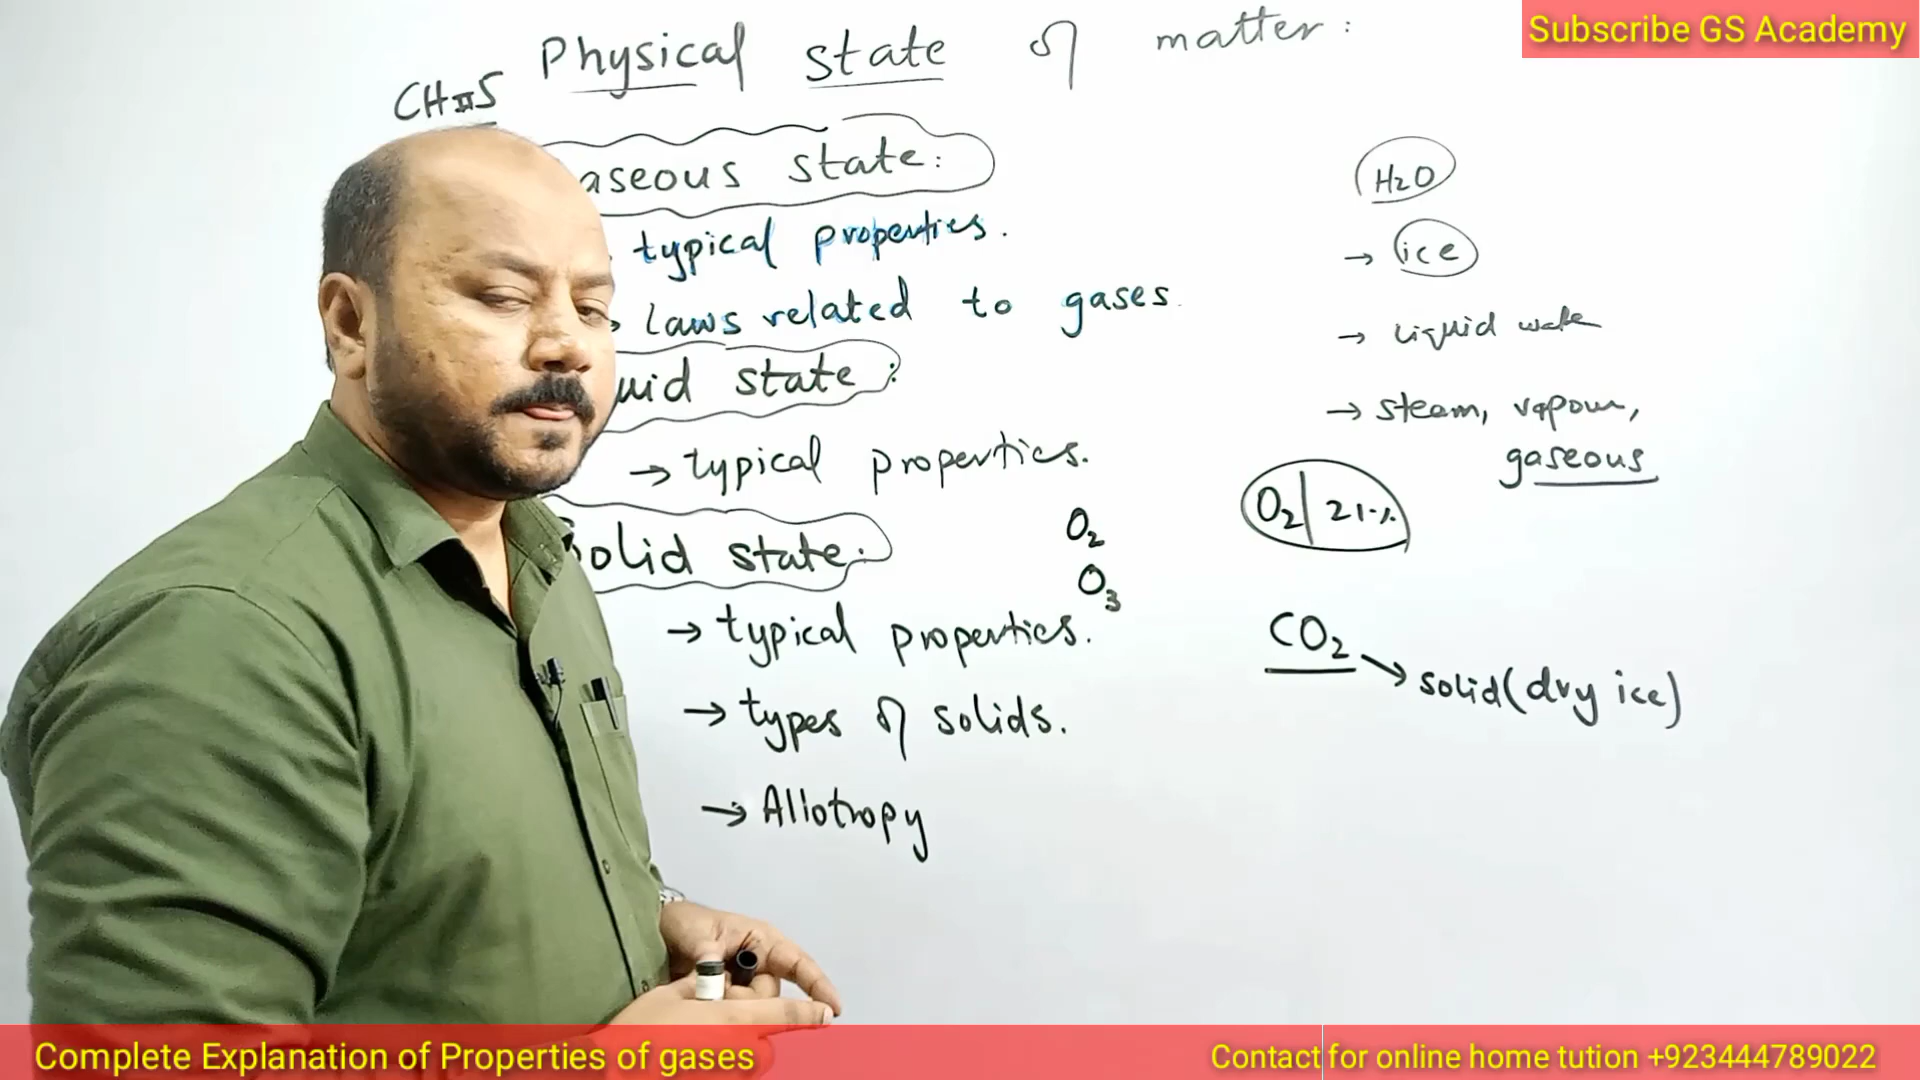 Subscribe GS Academy
Physical state of matter:
CH 5
aseous state:
typical properties.
Laws related to gases.
uid state:
→ typical properties.
Solid state.
→ typical properties.
→ types of solids.
→ Allotropy
O₂
O₃
H₂O
→ ice
→ liquid
→ steam, vapour,
gaseous
O₂ | 21%
CO₂
→ solid (dry ice)
Complete Explanation of Properties of gases
Contact for online home tution +923444789022